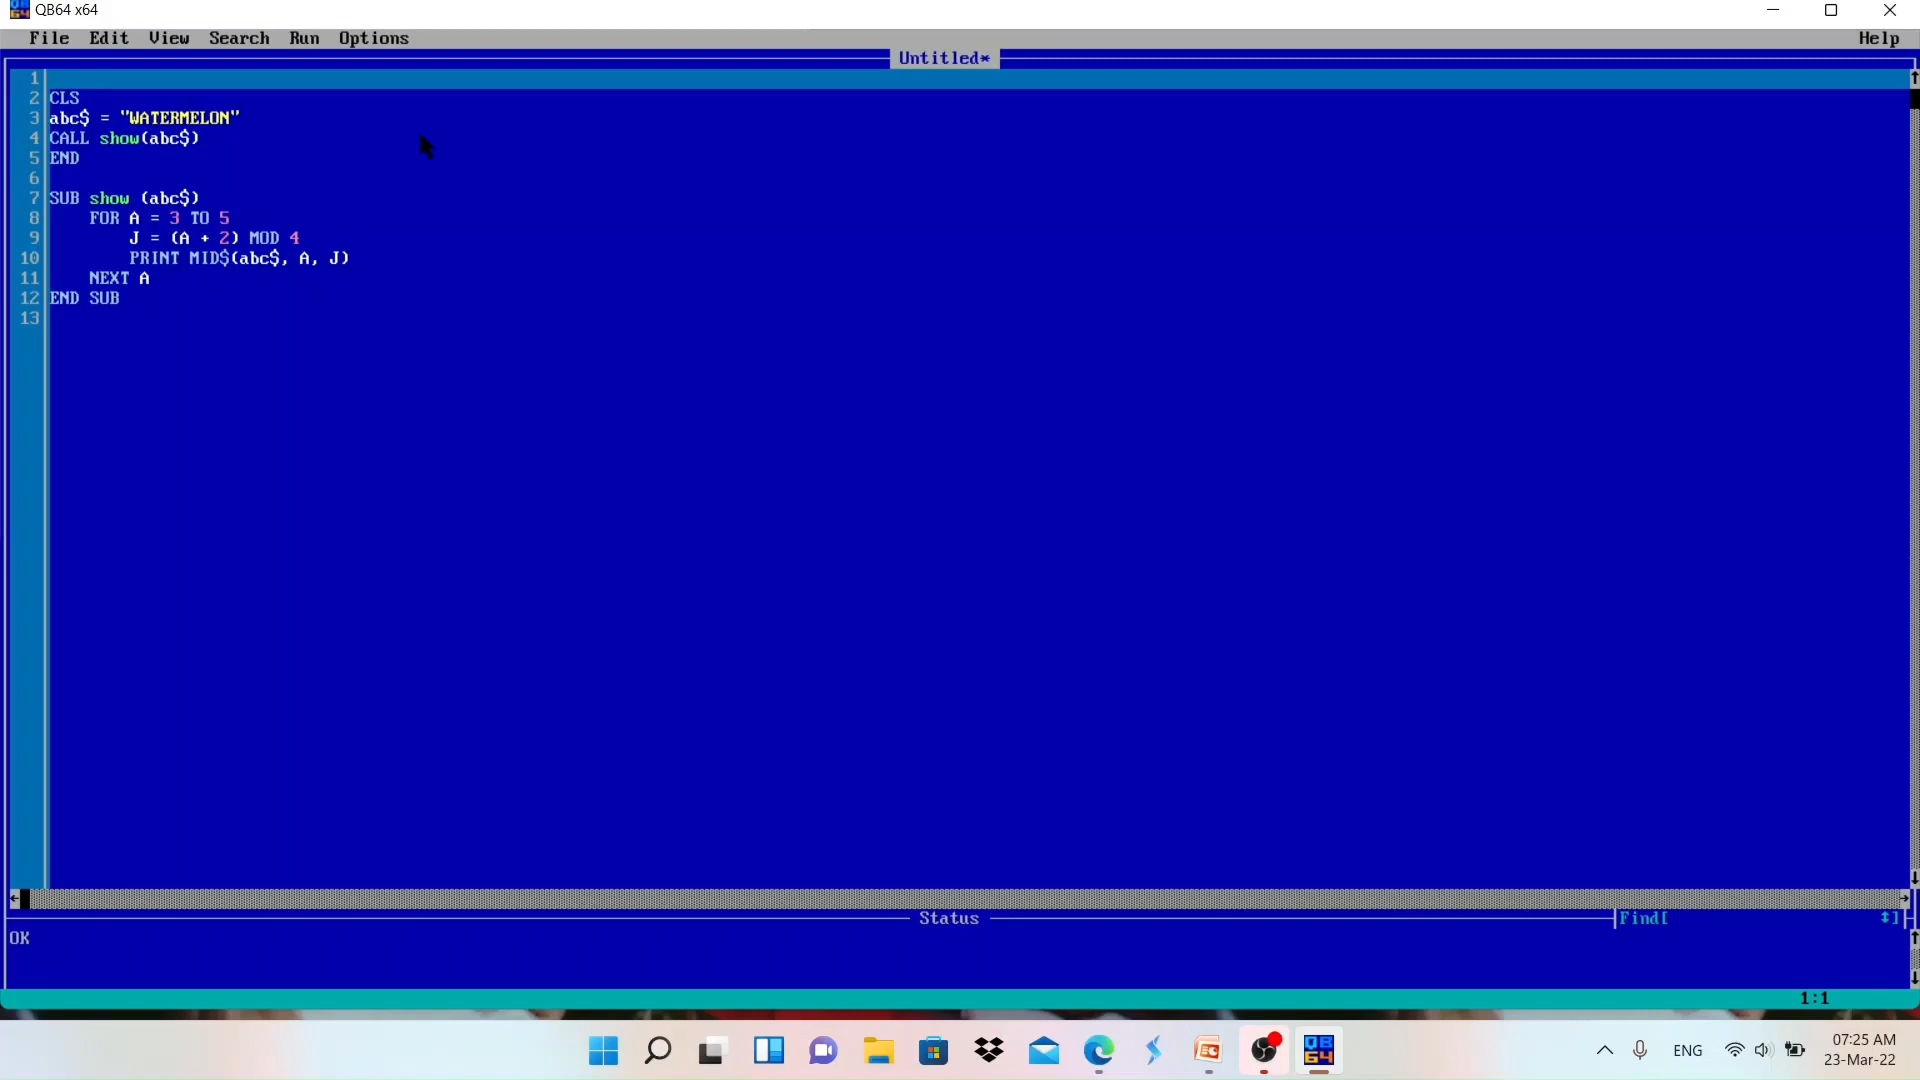 QB64 x64
File Edit View Search Run Options Help
Untitled*
1
2 CLS
3 abc$ = "WATERMELON"
4 CALL show(abc$)
5 END
6
7 SUB show (abc$)
8 FOR A = 3 TO 5
9 J = (A + 2) MOD 4
10 PRINT MID$(abc$, A, J)
11 NEXT A
12 END SUB
13
Status Find[ ↕]
OK
1:1
ENG 07:25 AM
23-Mar-22